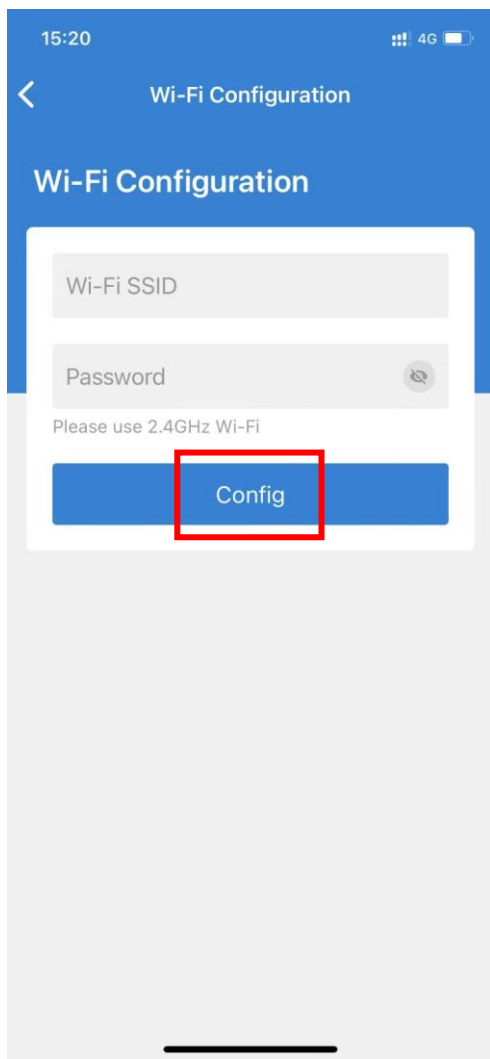 15:20 4G
Wi-Fi Configuration
Wi-Fi Configuration
Wi-Fi SSID
Password
Please use 2.4GHz Wi-Fi
Config